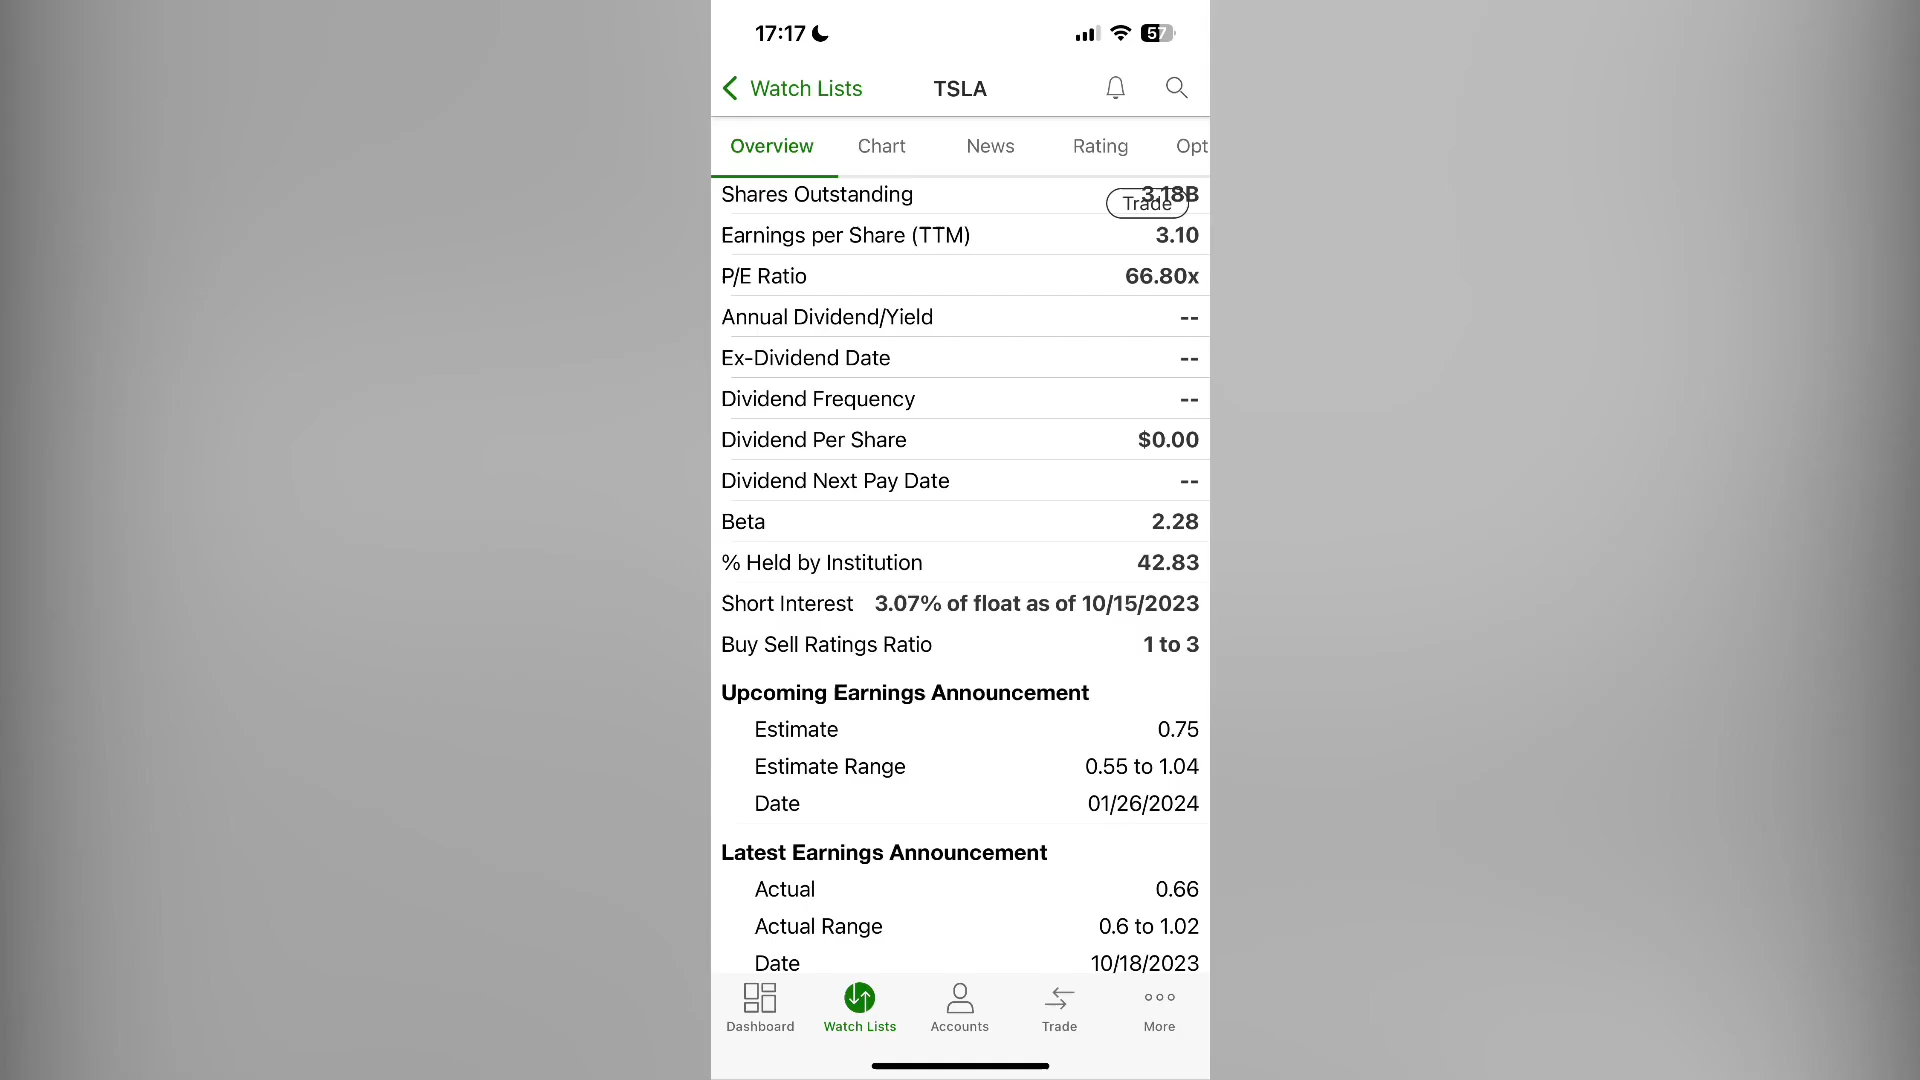 17:17 57
Watch Lists TSLA
Overview Chart News Rating Opt
Shares Outstanding 3.18B
Trade
Earnings per Share (TTM) 3.10
P/E Ratio 66.80x
Annual Dividend/Yield --
Ex-Dividend Date --
Dividend Frequency --
Dividend Per Share $0.00
Dividend Next Pay Date --
Beta 2.28
% Held by Institution 42.83
Short Interest 3.07% of float as of 10/15/2023
Buy Sell Ratings Ratio 1 to 3
Upcoming Earnings Announcement
Estimate 0.75
Estimate Range 0.55 to 1.04
Date 01/26/2024
Latest Earnings Announcement
Actual 0.66
Actual Range 0.6 to 1.02
Date 10/18/2023
Dashboard Watch Lists Accounts Trade More